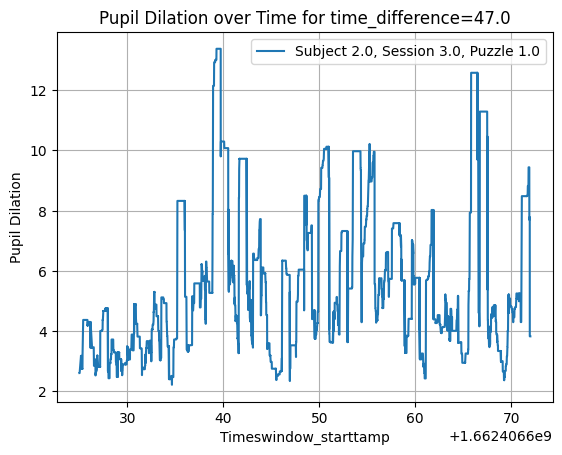 Pupil Dilation over Time for time_difference=47.0
Subject 2.0, Session 3.0, Puzzle 1.0
Pupil Dilation
12
10
8
6
4
2
30 40 50 60 70
Timeswindow_starttamp
+1.6624066e9